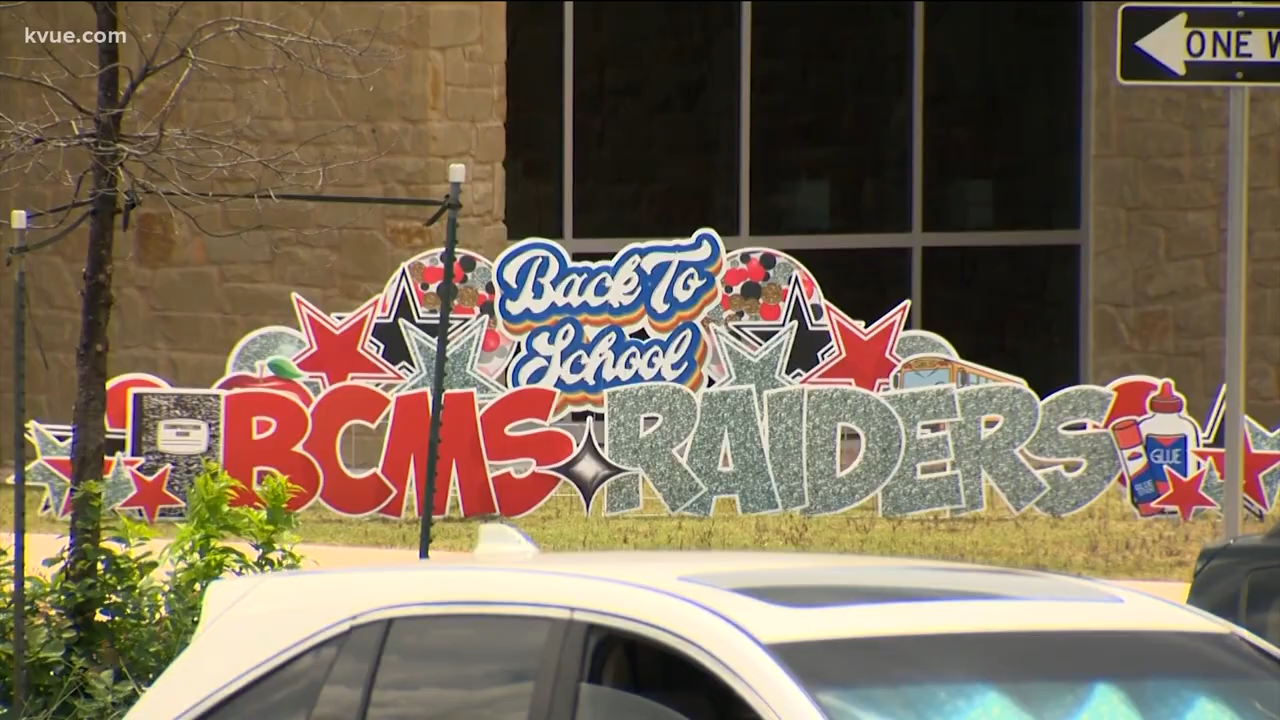 kvue.com
ONE W
Back To
School
BCMS RAIDERS
GLUE